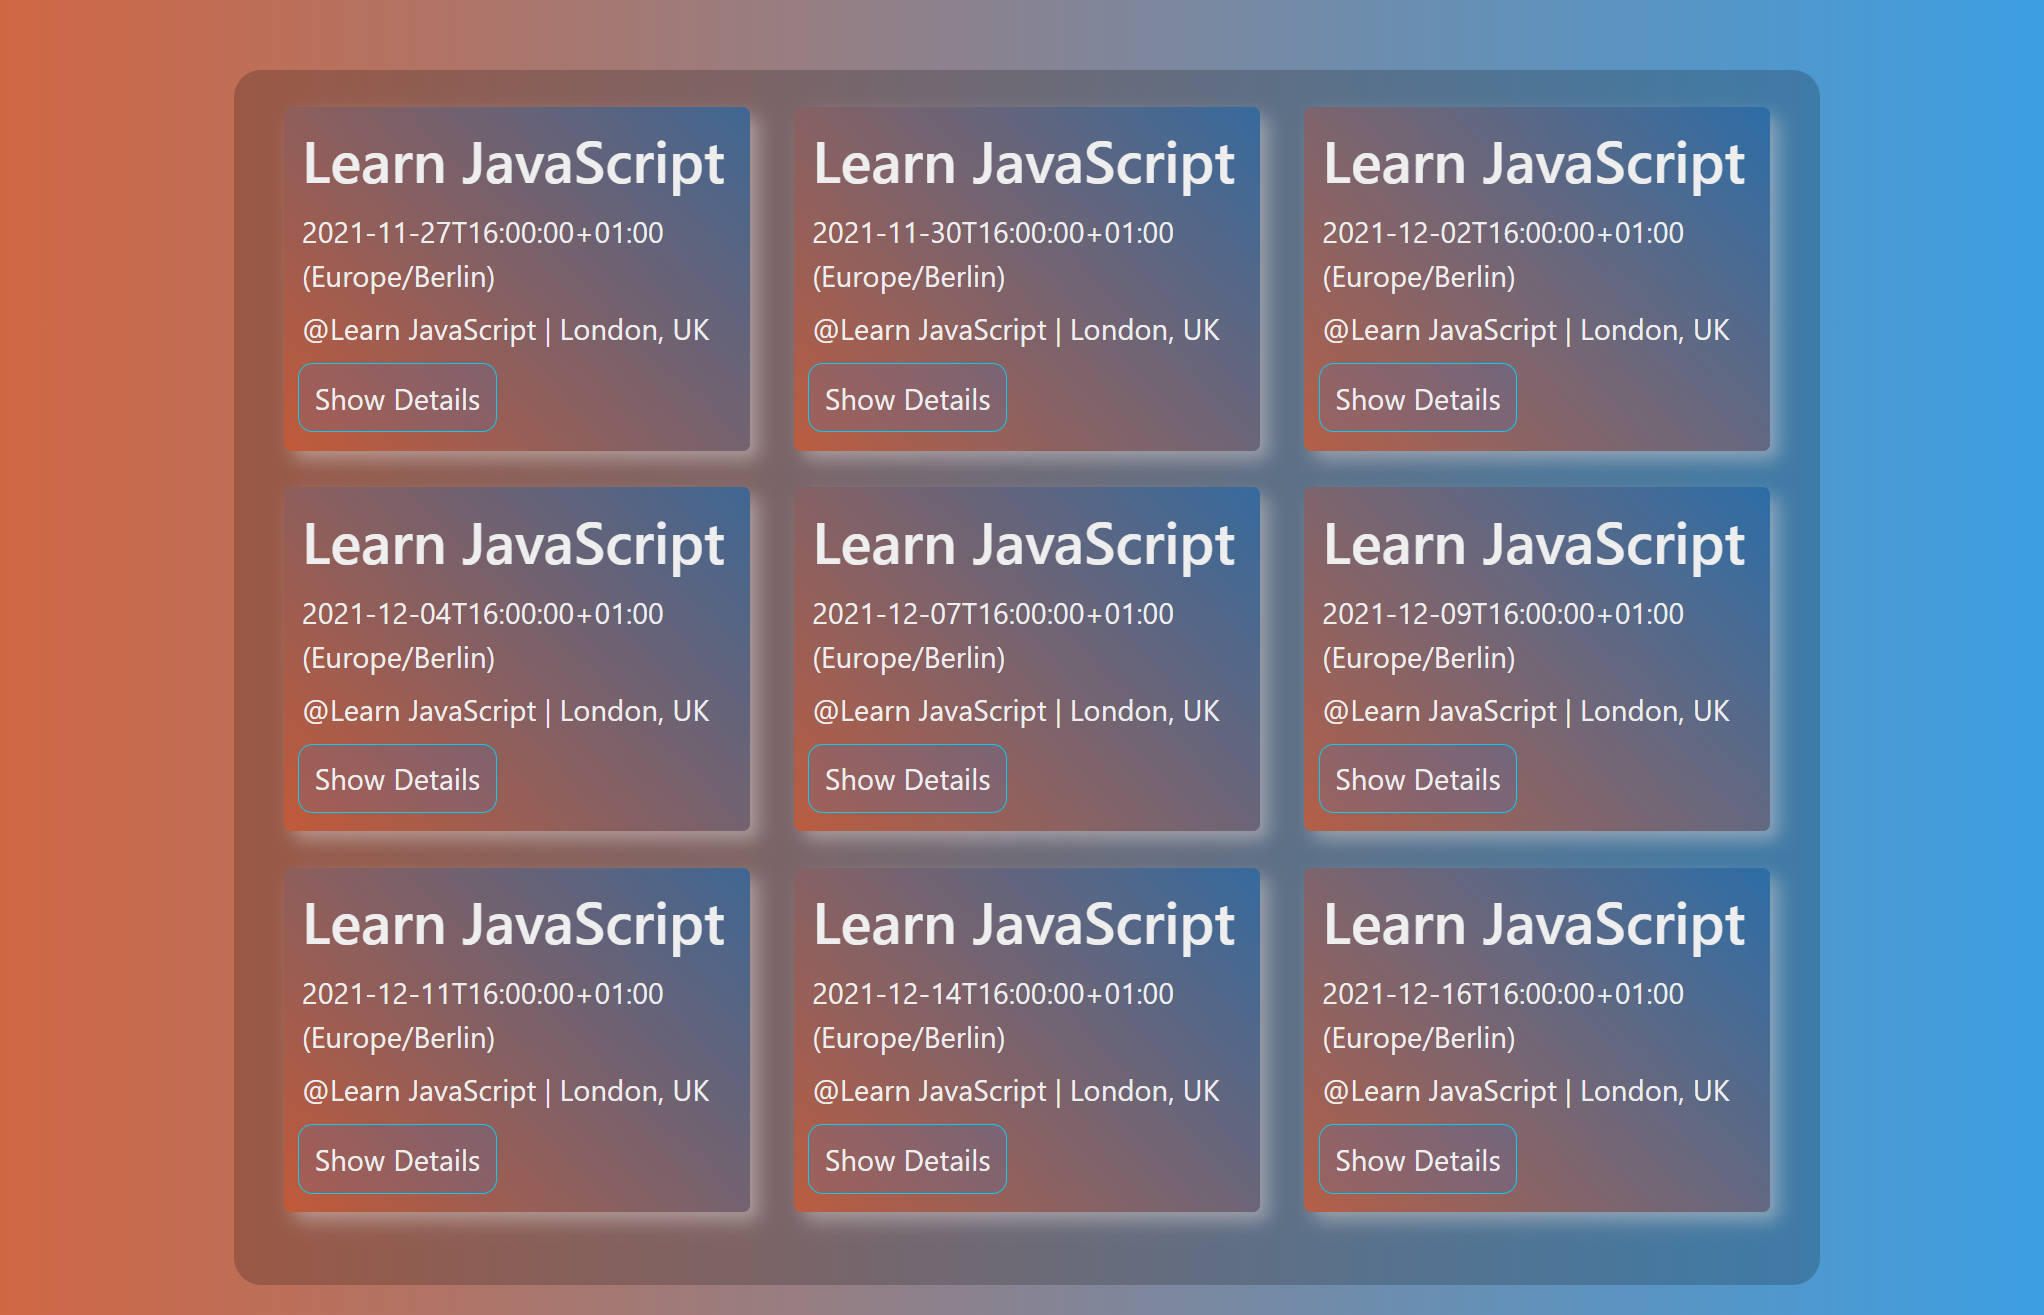 Learn JavaScript
2021-11-27T16:00:00+01:00
(Europe/Berlin)
@Learn JavaScript | London, UK
Show Details
Learn JavaScript
2021-11-30T16:00:00+01:00
(Europe/Berlin)
@Learn JavaScript | London, UK
Show Details
Learn JavaScript
2021-12-02T16:00:00+01:00
(Europe/Berlin)
@Learn JavaScript | London, UK
Show Details
Learn JavaScript
2021-12-04T16:00:00+01:00
(Europe/Berlin)
@Learn JavaScript | London, UK
Show Details
Learn JavaScript
2021-12-07T16:00:00+01:00
(Europe/Berlin)
@Learn JavaScript | London, UK
Show Details
Learn JavaScript
2021-12-09T16:00:00+01:00
(Europe/Berlin)
@Learn JavaScript | London, UK
Show Details
Learn JavaScript
2021-12-11T16:00:00+01:00
(Europe/Berlin)
@Learn JavaScript | London, UK
Show Details
Learn JavaScript
2021-12-14T16:00:00+01:00
(Europe/Berlin)
@Learn JavaScript | London, UK
Show Details
Learn JavaScript
2021-12-16T16:00:00+01:00
(Europe/Berlin)
@Learn JavaScript | London, UK
Show Details